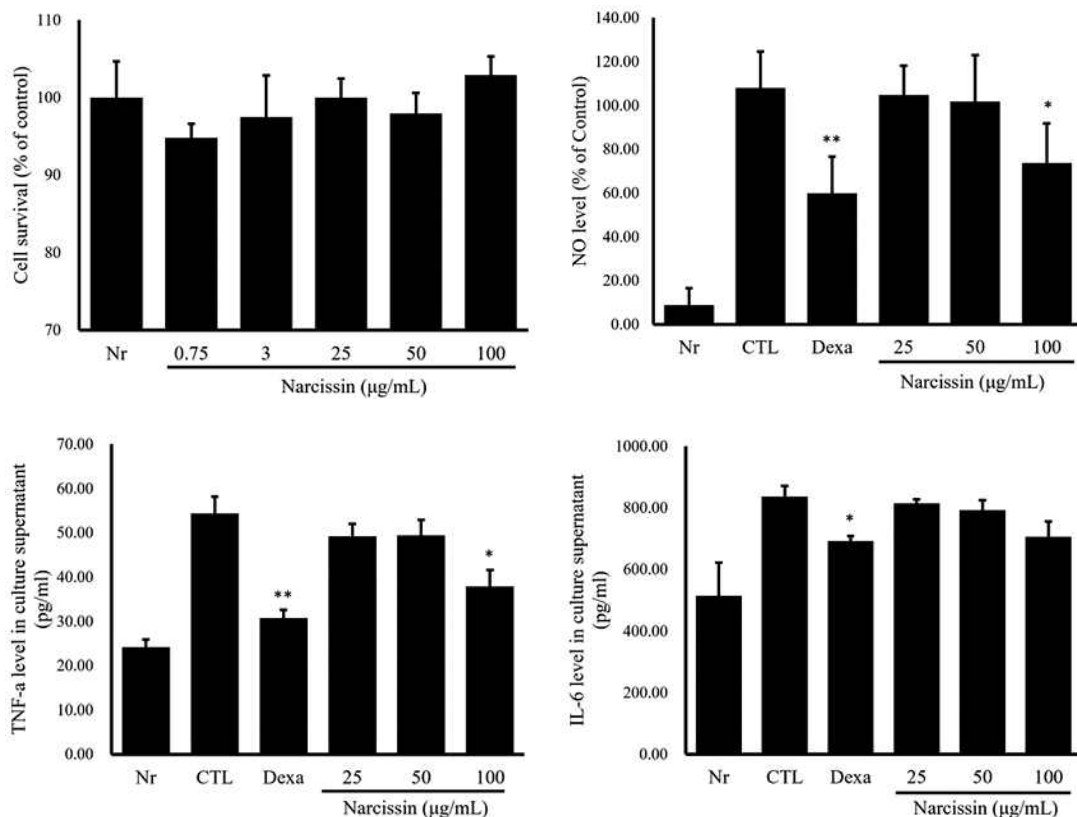 Cell survival (% of control)
110
100
90
80
70
Nr 0.75 3 25 50 100
Narcissin (µg/mL)
NO level (% of Control)
140.00
120.00
100.00
80.00
60.00
40.00
20.00
0.00
**
*
Nr CTL Dexa 25 50 100
Narcissin (µg/mL)
TNF-a level in culture supernatant
(pg/ml)
70.00
60.00
50.00
40.00
30.00
20.00
10.00
0.00
**
*
Nr CTL Dexa 25 50 100
Narcissin (µg/mL)
IL-6 level in culture supernatant
(pg/ml)
1000.00
800.00
600.00
400.00
200.00
0.00
*
Nr CTL Dexa 25 50 100
Narcissin (µg/mL)